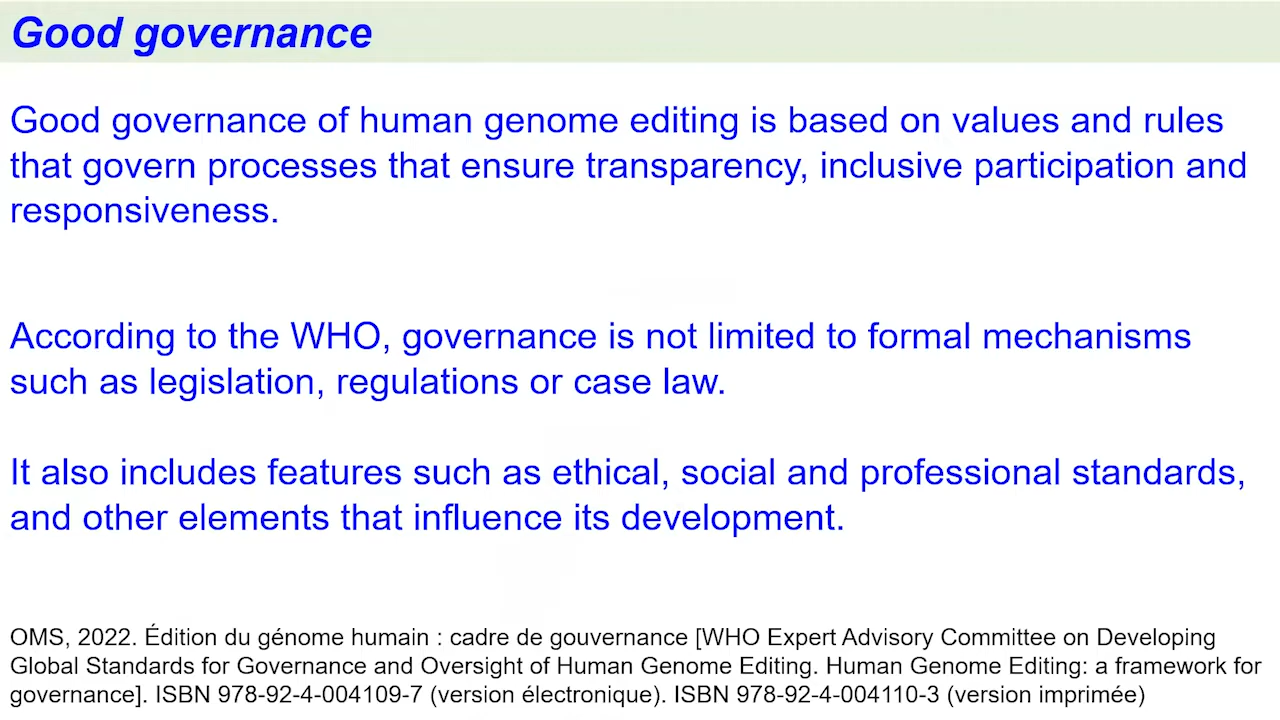 Good governance
Good governance of human genome editing is based on values and rules
that govern processes that ensure transparency, inclusive participation and
responsiveness.
According to the WHO, governance is not limited to formal mechanisms
such as legislation, regulations or case law.
It also includes features such as ethical, social and professional standards,
and other elements that influence its development.
OMS, 2022. Édition du génome humain : cadre de gouvernance [WHO Expert Advisory Committee on Developing
Global Standards for Governance and Oversight of Human Genome Editing. Human Genome Editing: a framework for
governance]. ISBN 978-92-4-004109-7 (version électronique). ISBN 978-92-4-004110-3 (version imprimée)